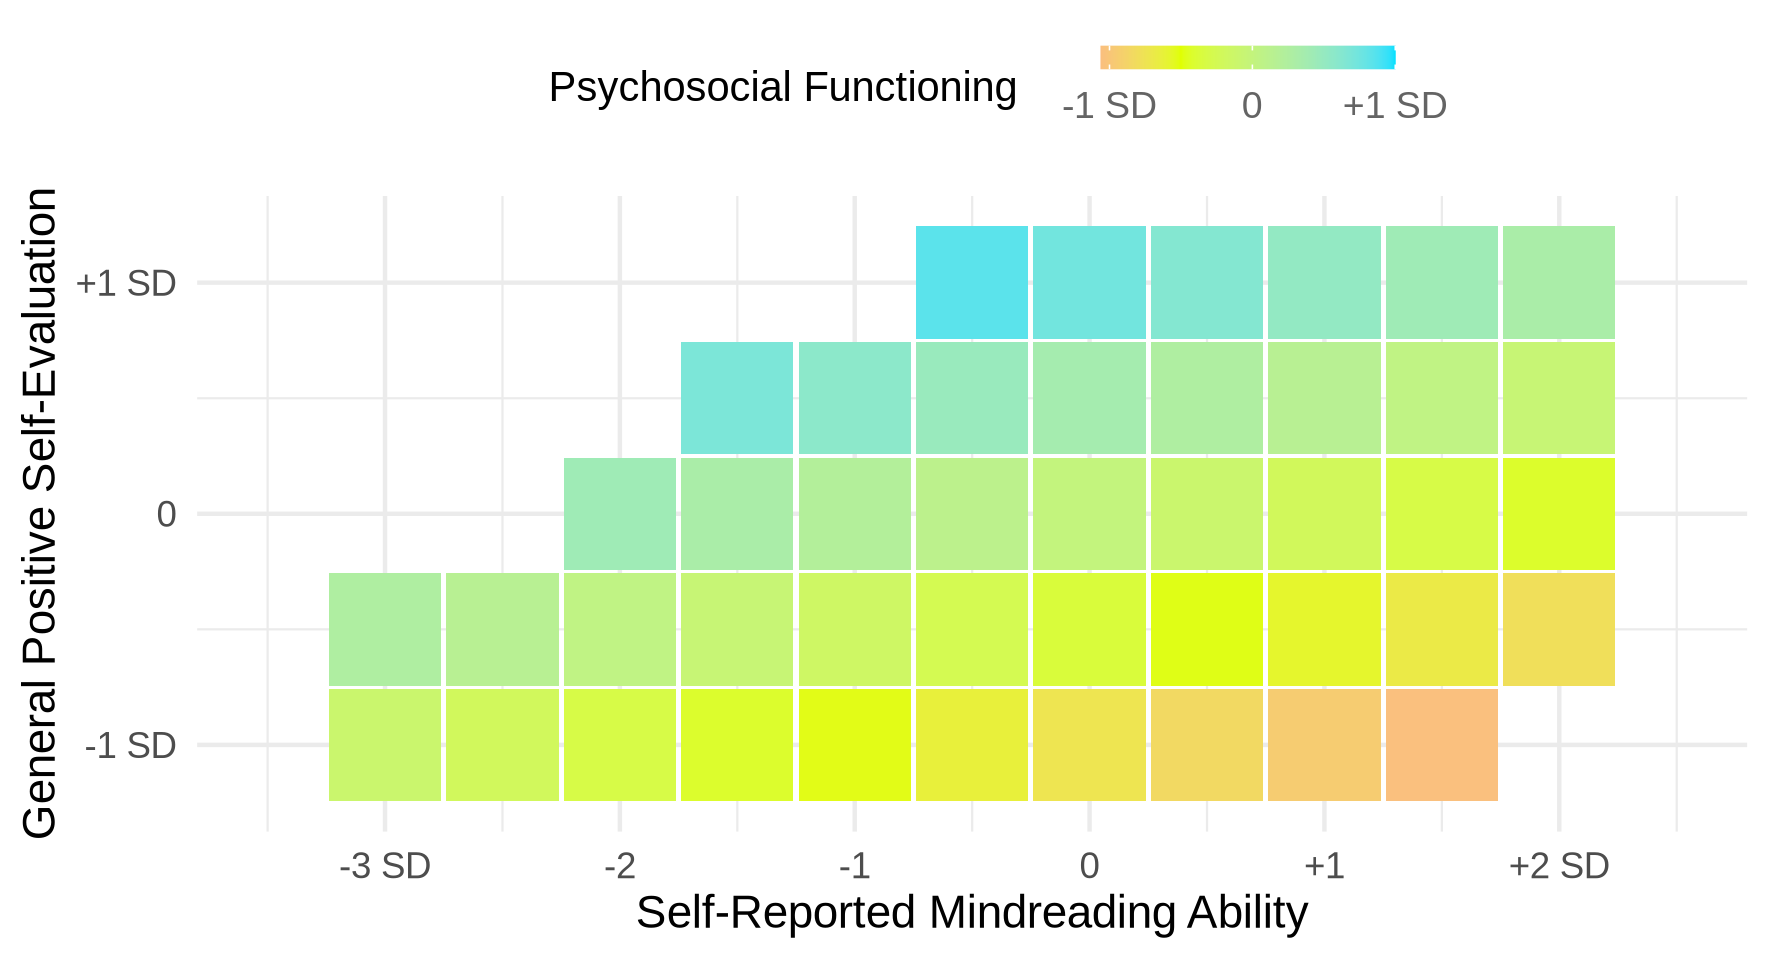 Psychosocial Functioning
-1 SD 0 +1 SD
General Positive Self-Evaluation
+1 SD
0
-1 SD
-3 SD -2 -1 0 +1 +2 SD
Self-Reported Mindreading Ability